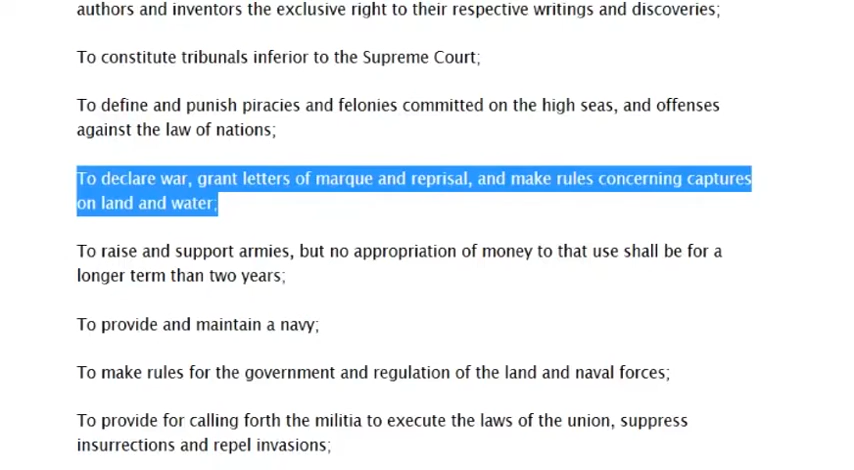 authors and inventors the exclusive right to their respective writings and discoveries;
To constitute tribunals inferior to the Supreme Court;
To define and punish piracies and felonies committed on the high seas, and offenses
against the law of nations;
To declare war, grant letters of marque and reprisal, and make rules concerning captures
on land and water;
To raise and support armies, but no appropriation of money to that use shall be for a
longer term than two years;
To provide and maintain a navy;
To make rules for the government and regulation of the land and naval forces;
To provide for calling forth the militia to execute the laws of the union, suppress
insurrections and repel invasions;